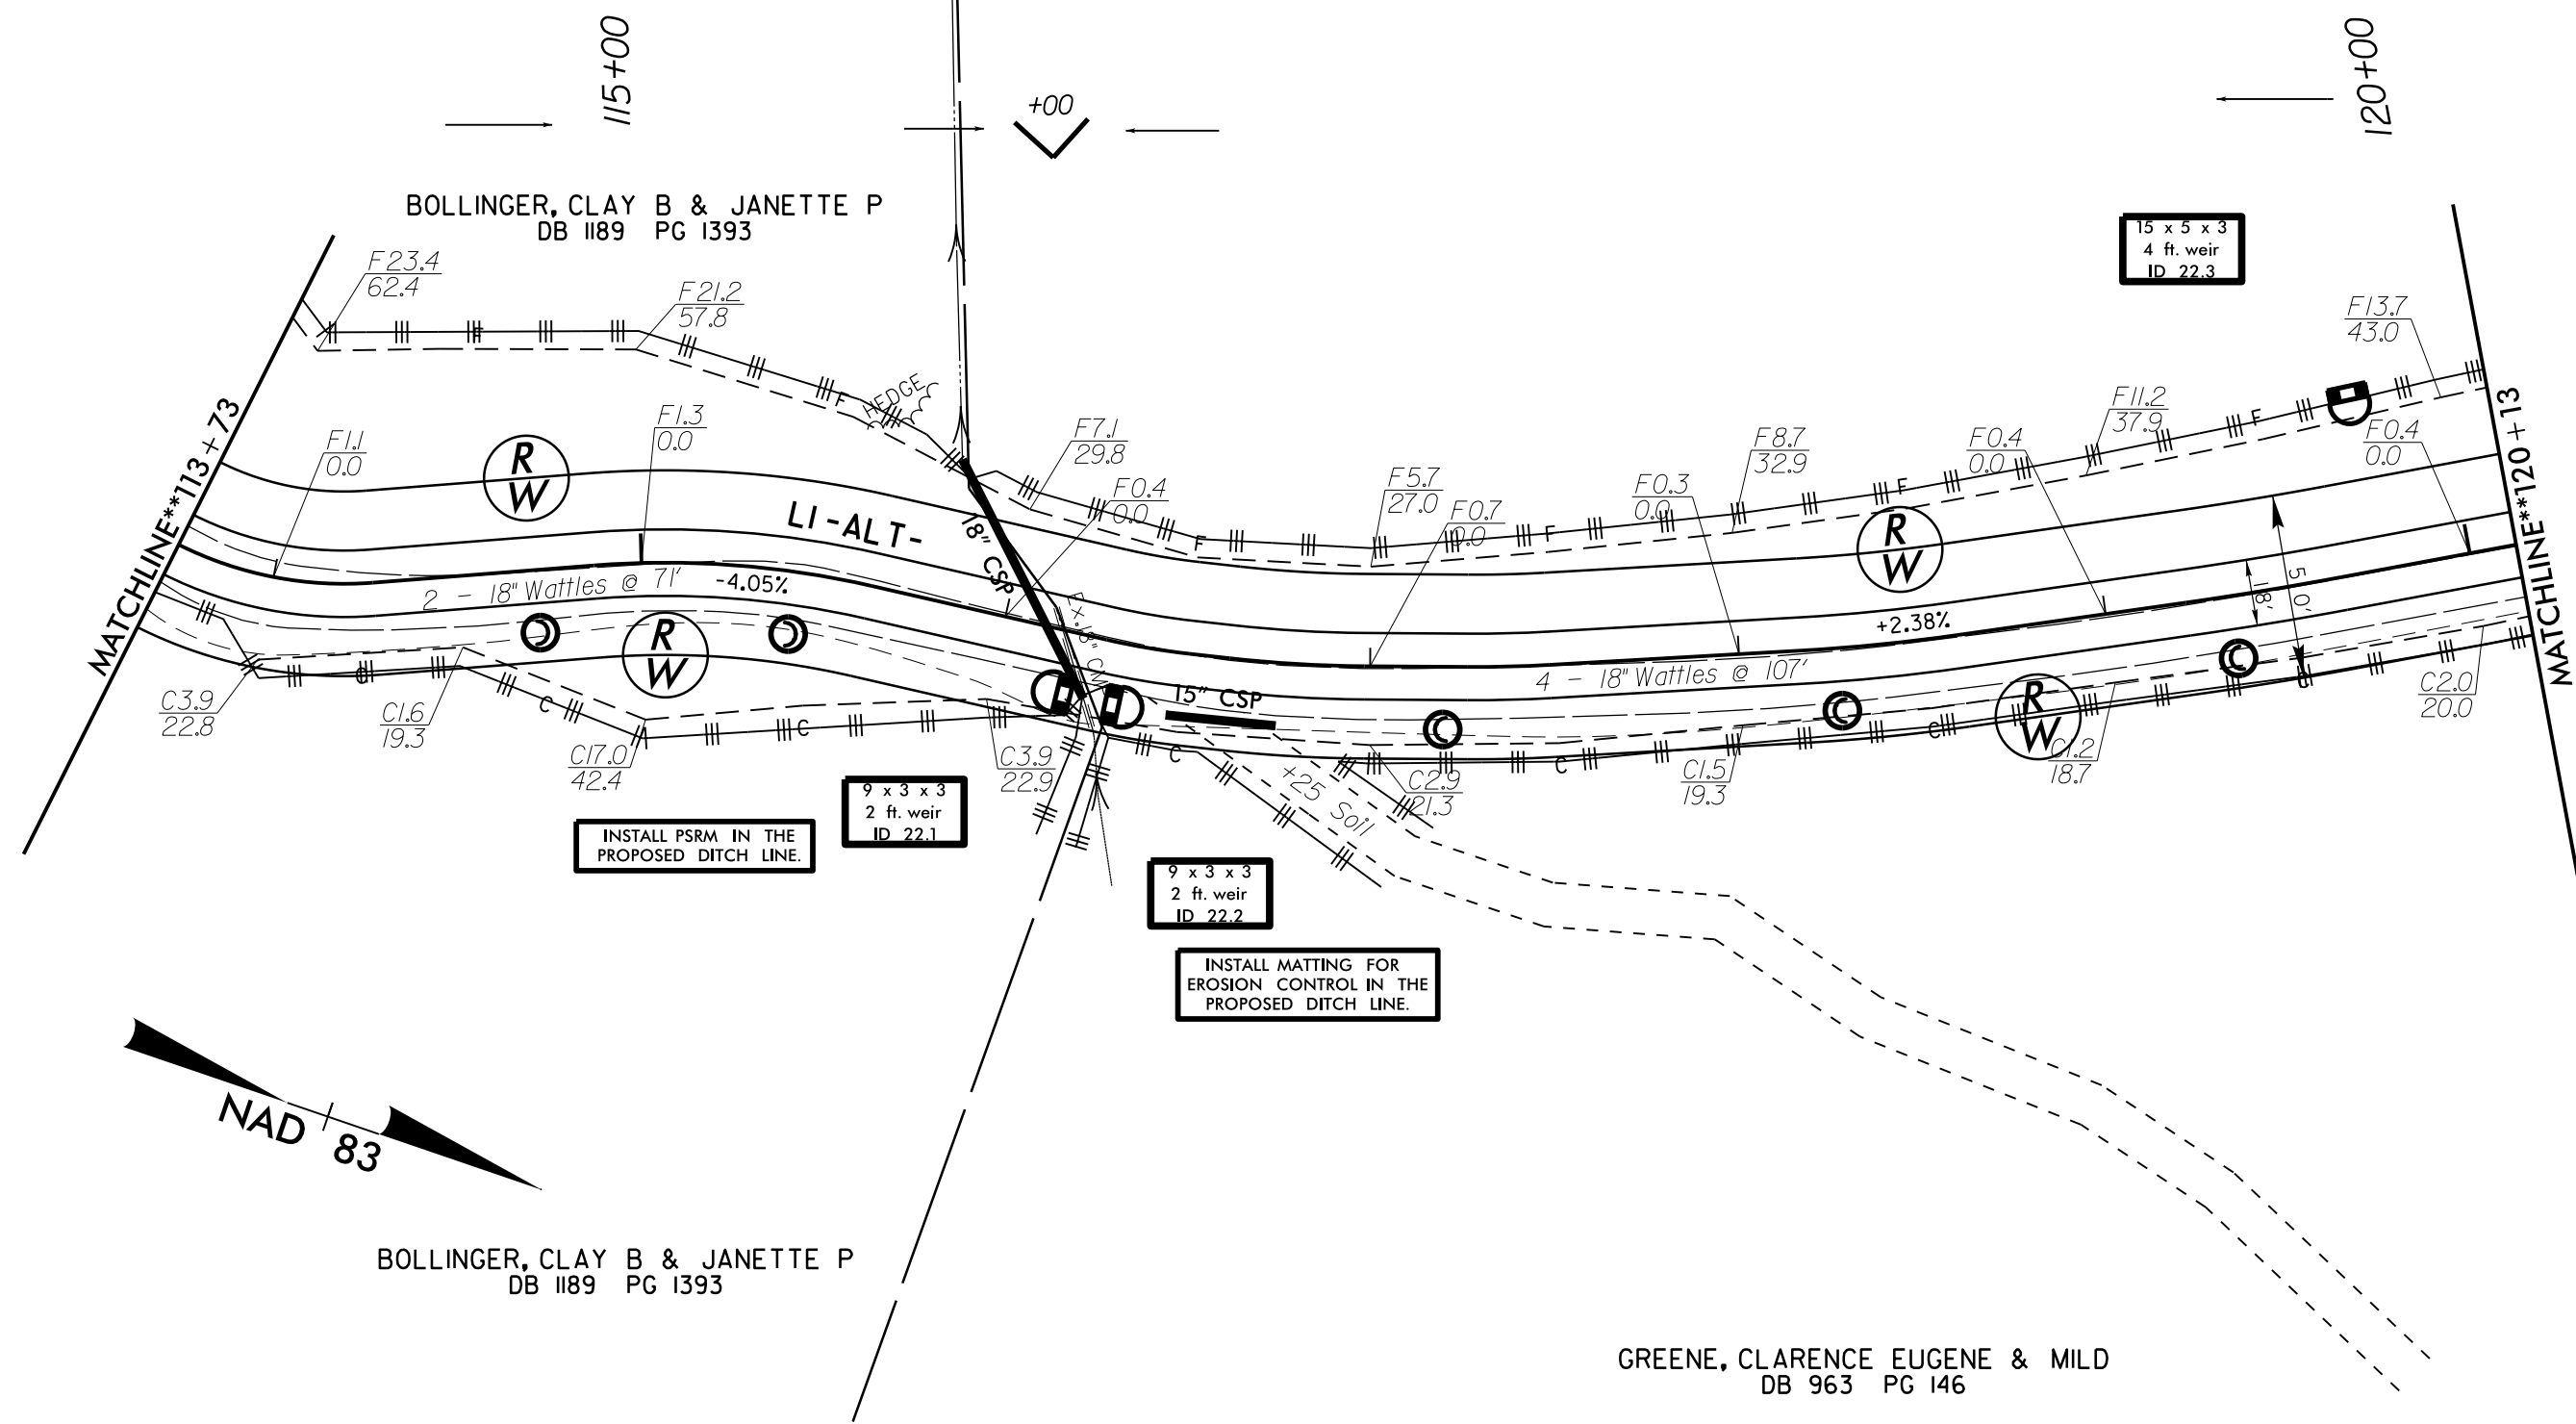 115+00
+00
120+00
BOLLINGER, CLAY B & JANETTE P
DB 1189 PG 1393
15 x 5 x 3
4 ft. weir
ID 22.3
F23.4
62.4
F21.2
57.8
F13.7
43.0
HEDGE
F1.1
0.0
F1.3
0.0
F7.1
29.8
F0.4
0.0
F5.7
27.0
F0.7
0.0
F0.3
0.0
F8.7
32.9
F0.4
0.0
F11.2
37.9
F0.4
0.0
MATCHLINE**113+73
MATCHLINE**120+13
R
W
R
W
R
W
R
W
L1-ALT-
18" CSP
Ex. 18" CM
2 - 18" Wattles @ 71'
-4.05%
4 - 18" Wattles @ 107'
+2.38%
18'
50'
15" CSP
F
F
F
F
F
F
C
C
C
C
C
C
C
C3.9
22.8
C1.6
19.3
C17.0
42.4
C3.9
22.9
C2.9
21.3
C1.5
19.3
C1.2
18.7
C2.0
20.0
+25 Soil
9 x 3 x 3
2 ft. weir
ID 22.1
INSTALL PSRM IN THE
PROPOSED DITCH LINE.
9 x 3 x 3
2 ft. weir
ID 22.2
INSTALL MATTING FOR
EROSION CONTROL IN THE
PROPOSED DITCH LINE.
NAD 83
BOLLINGER, CLAY B & JANETTE P
DB 1189 PG 1393
GREENE, CLARENCE EUGENE & MILD
DB 963 PG 146